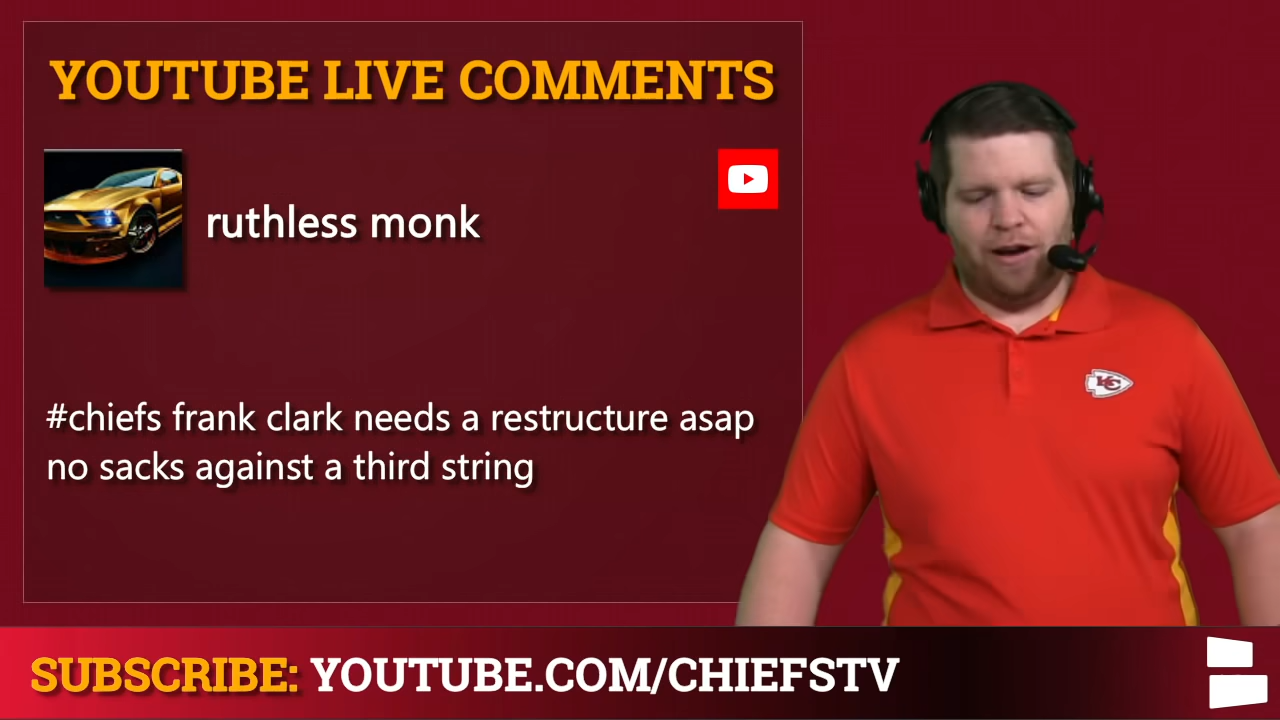 YOUTUBE LIVE COMMENTS
ruthless monk
#chiefs frank clark needs a restructure asap
no sacks against a third string
KC
SUBSCRIBE: YOUTUBE.COM/CHIEFSTV